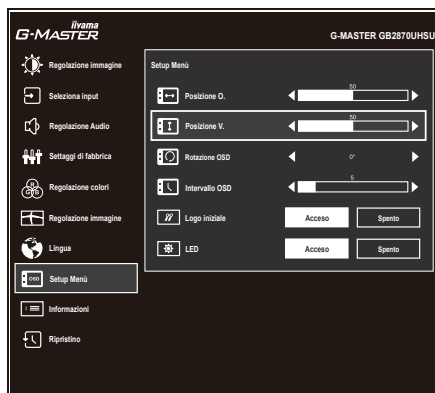 iiyama
G-MASTER
G-MASTER GB2870UHSU
Regolazione immagine
Seleziona input
Regolazione Audio
Settaggi di fabbrica
R
G B
Regolazione colori
Regolazione immagine
Lingua
OSD
Setup Menù
i
Informazioni
Ripristino
Setup Menù
Posizione O.
50
Posizione V.
50
Rotazione OSD
0°
Intervallo OSD
5
Logo iniziale
Acceso
Spento
LED
Acceso
Spento